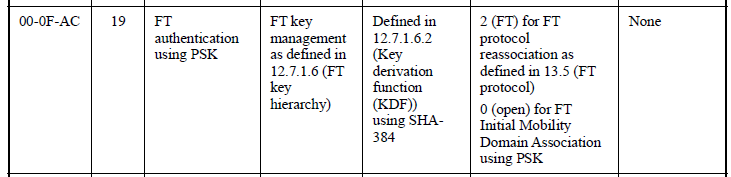 00-0F-AC
19
FT
authentication
using PSK
FT key
management
as defined in
12.7.1.6 (FT
key
hierarchy)
Defined in
12.7.1.6.2
(Key
derivation
function
(KDF))
using SHA-
384
2 (FT) for FT
protocol
reassociation as
defined in 13.5 (FT
protocol)
0 (open) for FT
Initial Mobility
Domain Association
using PSK
None